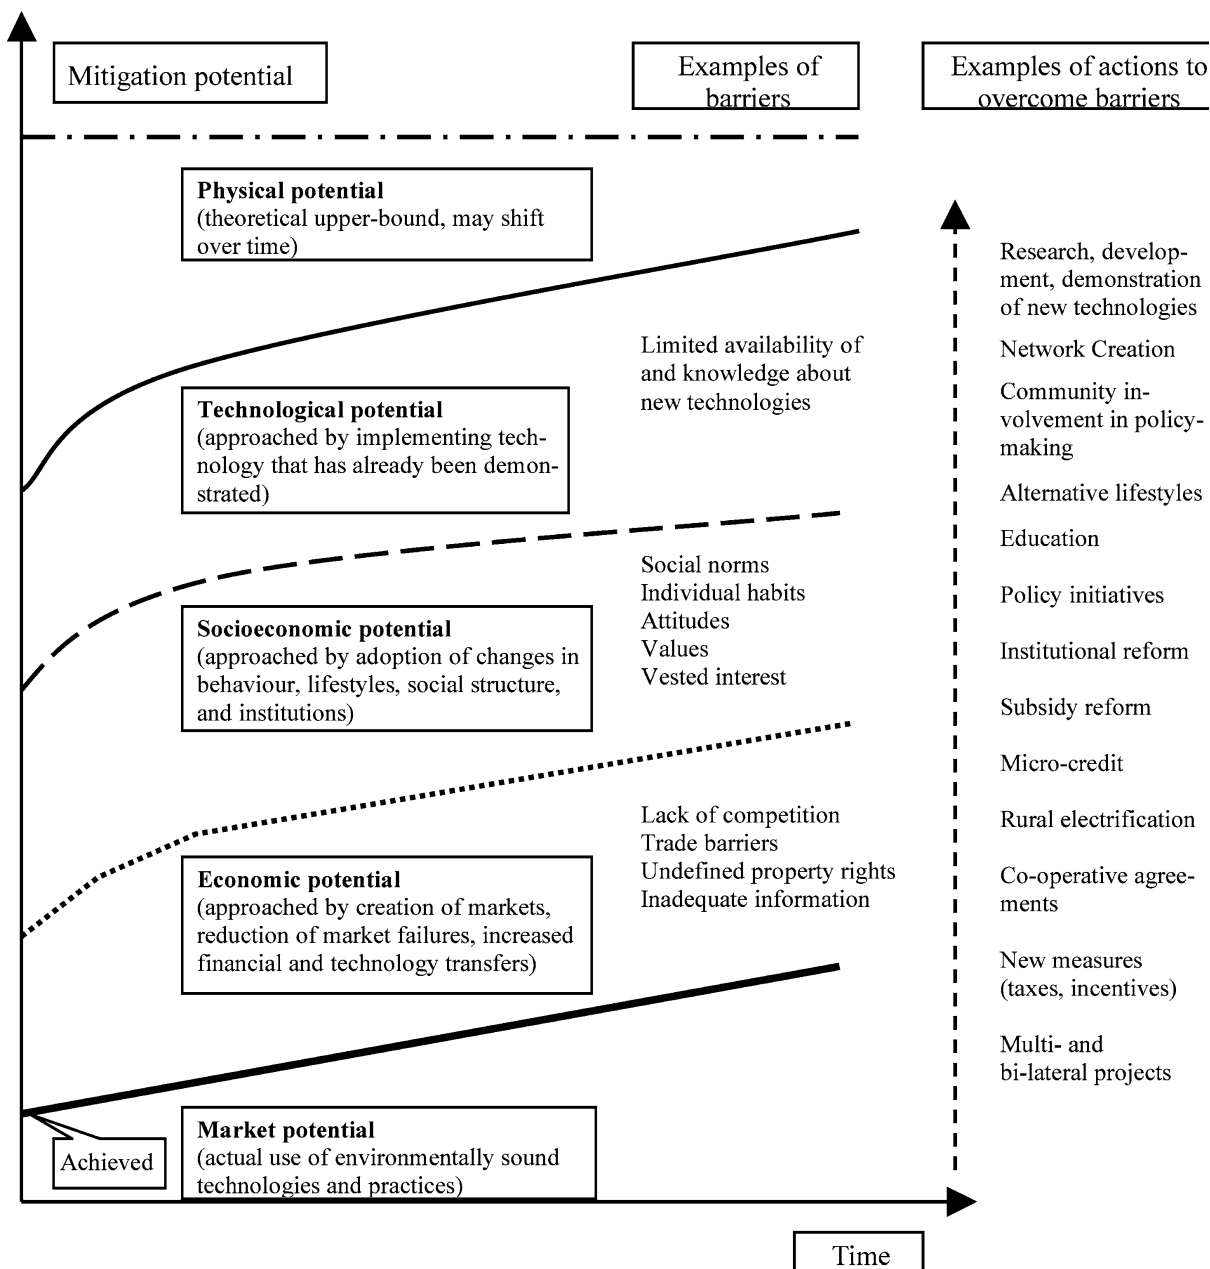 Mitigation potential
Examples of
barriers
Examples of actions to
overcome barriers
Physical potential
(theoretical upper-bound, may shift
over time)
Technological potential
(approached by implementing tech-
nology that has already been demon-
strated)
Socioeconomic potential
(approached by adoption of changes in
behaviour, lifestyles, social structure,
and institutions)
Economic potential
(approached by creation of markets,
reduction of market failures, increased
financial and technology transfers)
Market potential
(actual use of environmentally sound
technologies and practices)
Achieved
Limited availability of
and knowledge about
new technologies
Social norms
Individual habits
Attitudes
Values
Vested interest
Lack of competition
Trade barriers
Undefined property rights
Inadequate information
Research, develop-
ment, demonstration
of new technologies
Network Creation
Community in-
volvement in policy-
making
Alternative lifestyles
Education
Policy initiatives
Institutional reform
Subsidy reform
Micro-credit
Rural electrification
Co-operative agree-
ments
New measures
(taxes, incentives)
Multi- and
bi-lateral projects
Time